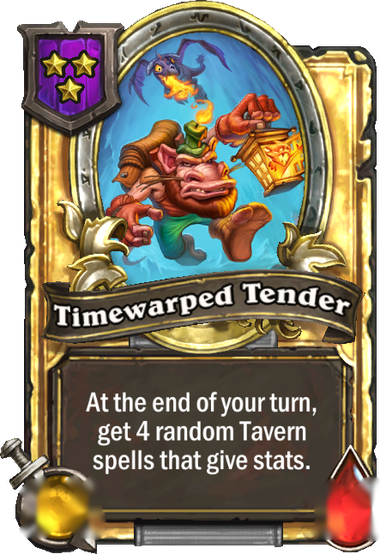 Timewarped Tender
At the end of your turn,
get 4 random Tavern
spells that give stats.